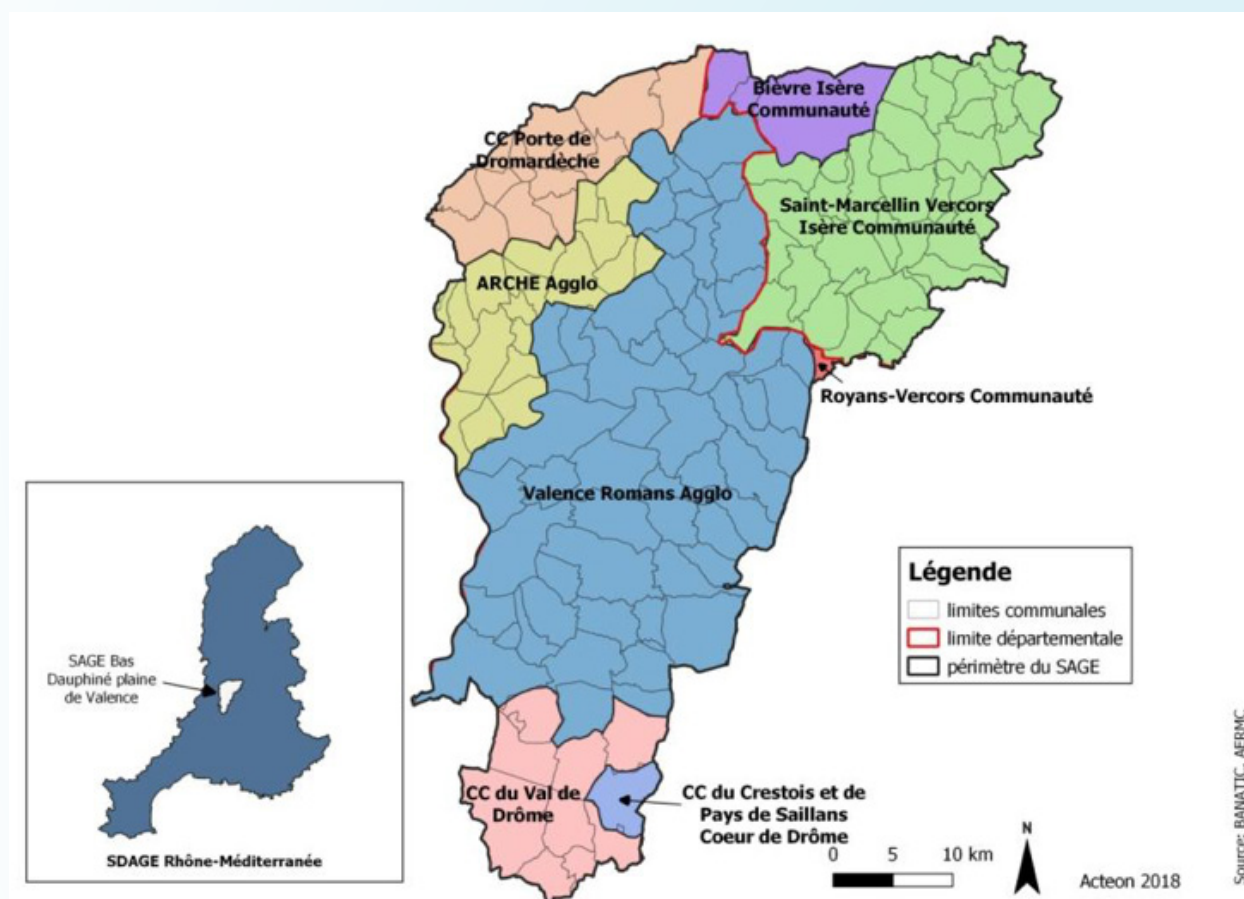 Bièvre Isère
Communauté
CC Porte de
Dromardèche
Saint-Marcellin Vercors
Isère Communauté
ARCHE Agglo
Royans-Vercors Communauté
Valence Romans Agglo
Légende
limites communales
limite départementale
périmètre du SAGE
SAGE Bas
Dauphiné plaine
de Valence
SDAGE Rhône-Méditerranée
CC du Val de
Drôme
CC du Crestois et de
Pays de Saillans
Coeur de Drôme
0 5 10 km
N
Acteon 2018
Source: BANATIC, AERMC